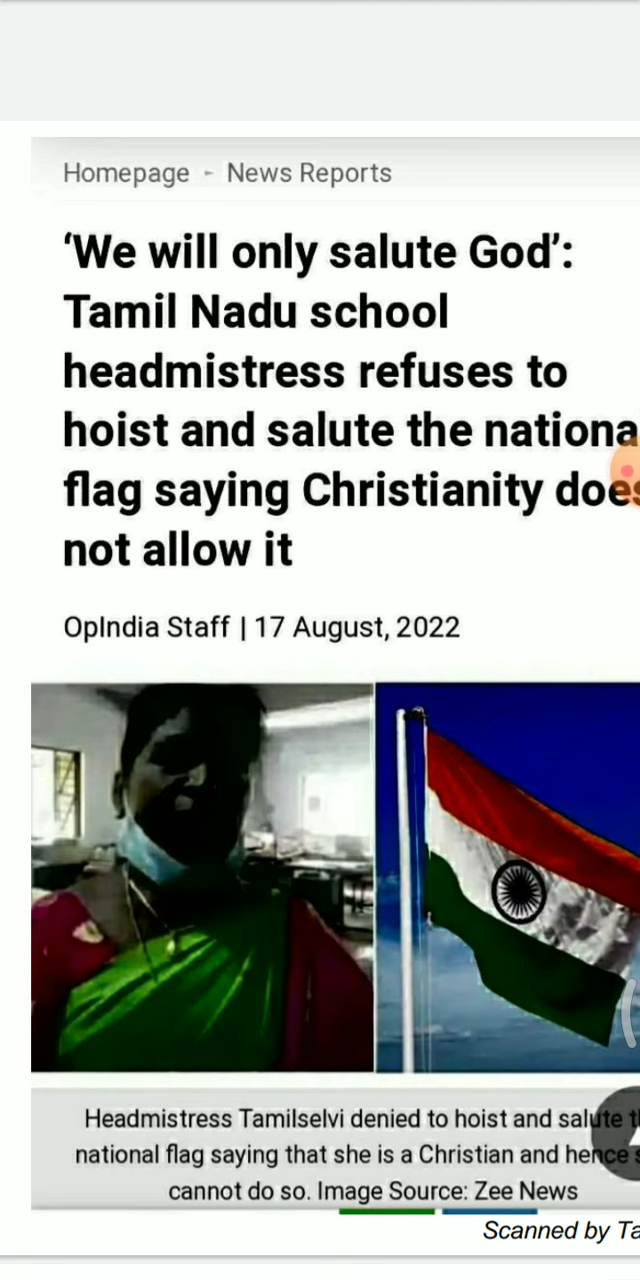 Homepage - News Reports
‘We will only salute God’:
Tamil Nadu school
headmistress refuses to
hoist and salute the nationa
flag saying Christianity does
not allow it
OpIndia Staff | 17 August, 2022
Headmistress Tamilselvi denied to hoist and salute t
national flag saying that she is a Christian and hence s
cannot do so. Image Source: Zee News
Scanned by Ta